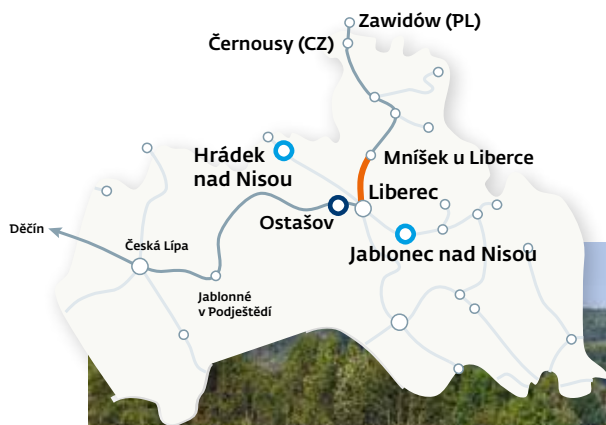 Zawidów (PL)
Černousy (CZ)
Mníšek u Liberce
Hrádek
nad Nisou
Liberec
Ostašov
Jablonec nad Nisou
Děčín
Česká Lípa
Jablonné
v Podještědí